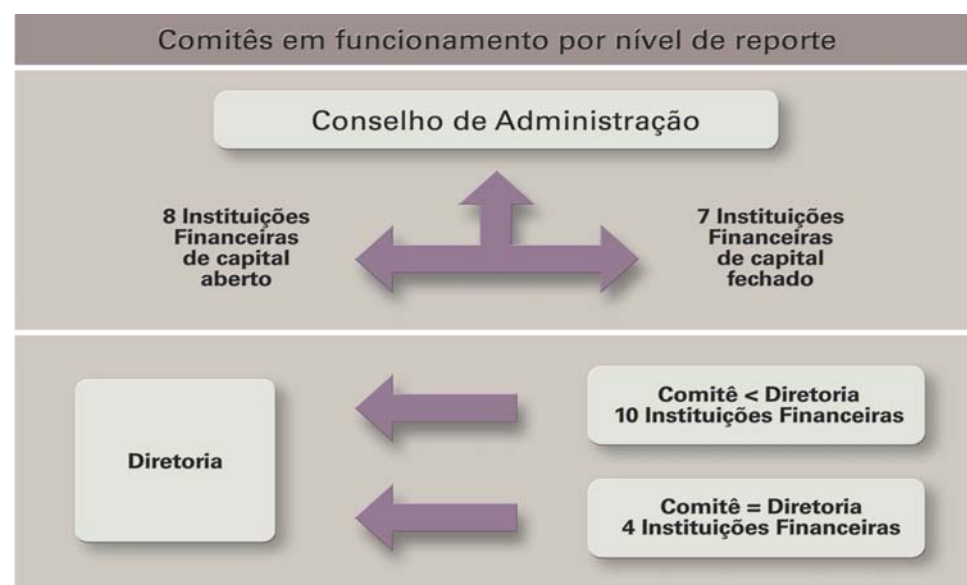 Comitês em funcionamento por nível de reporte
Conselho de Administração
8 Instituições
Financeiras
de capital
aberto
7 Instituições
Financeiras
de capital
fechado
Diretoria
Comitê < Diretoria
10 Instituições Financeiras
Comitê = Diretoria
4 Instituições Financeiras